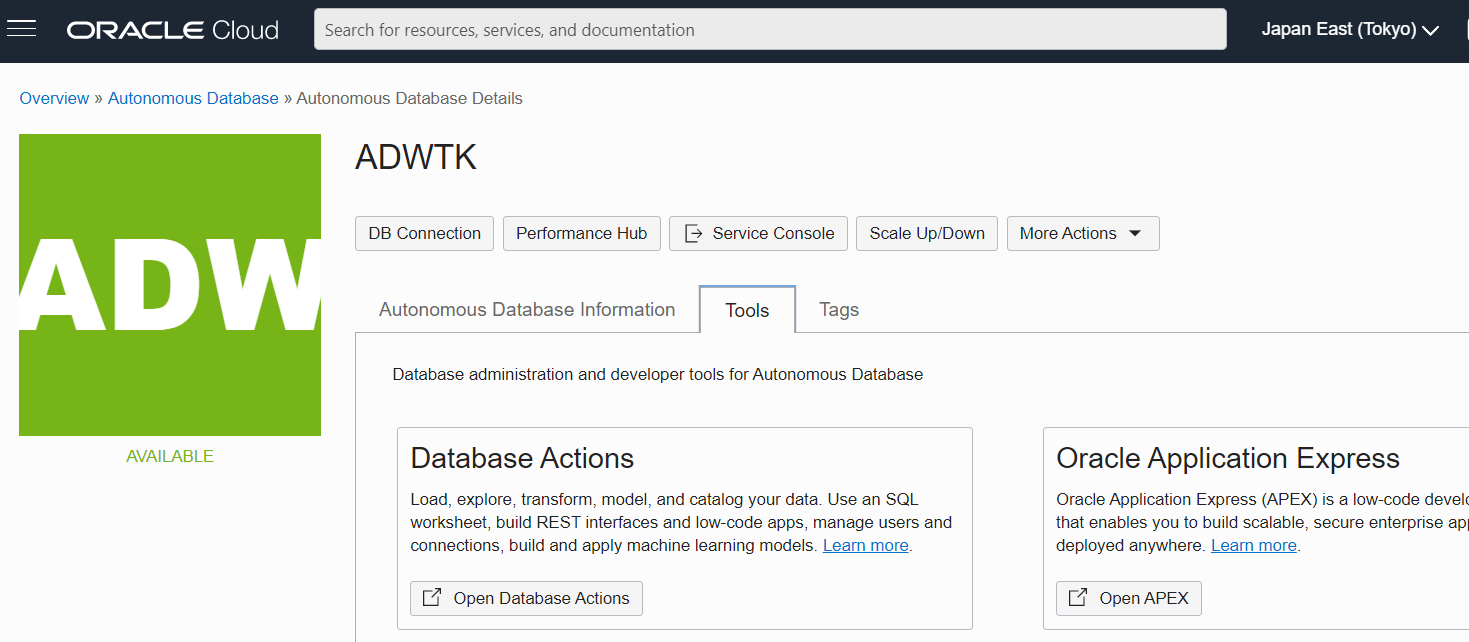 ORACLE Cloud
Search for resources, services, and documentation
Japan East (Tokyo)
Overview » Autonomous Database » Autonomous Database Details
ADW
AVAILABLE
ADWTK
DB Connection
Performance Hub
Service Console
Scale Up/Down
More Actions
Autonomous Database Information
Tools
Tags
Database administration and developer tools for Autonomous Database
Database Actions
Load, explore, transform, model, and catalog your data. Use an SQL
worksheet, build REST interfaces and low-code apps, manage users and
connections, build and apply machine learning models. Learn more.
Open Database Actions
Oracle Application Express
Oracle Application Express (APEX) is a low-code
that enables you to build scalable, secure enterprise
deployed anywhere. Learn more.
Open APEX